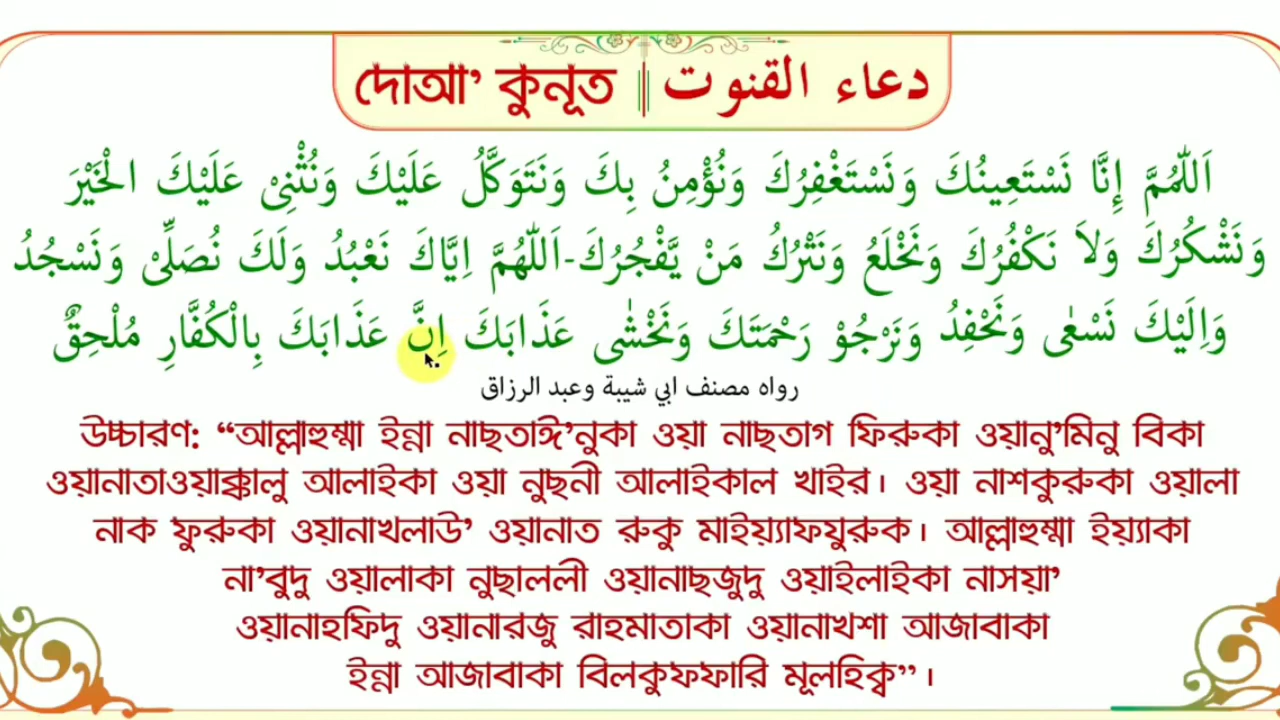 দোআ’ কুনূত || دعاء القنوت
اَللّٰهُمَّ إِنَّا نَسْتَعِينُكَ وَنَسْتَغْفِرُكَ وَنُؤْمِنُ بِكَ وَنَتَوَكَّلُ عَلَيْكَ وَنُثْنِىْ عَلَيْكَ الْخَيْرَ
وَنَشْكُرُكَ وَلاَ نَكْفُرُكَ وَنَخْلَعُ وَنَتْرُكُ مَنْ يَّفْجُرُكَ-اَللّٰهُمَّ اِيَّاكَ نَعْبُدُ وَلَكَ نُصَلِّىْ وَنَسْجُدُ
وَاِلَيْكَ نَسْعٰى وَنَحْفِدُ وَنَرْجُوْ رَحْمَتَكَ وَنَخْشٰى عَذَابَكَ اِنَّ عَذَابَكَ بِالْكُفَّارِ مُلْحِقٌ
رواه مصنف ابي شيبة وعبد الرزاق
উচ্চারণ: “আল্লাহুম্মা ইন্না নাছতাঈ’নুকা ওয়া নাছতাগ ফিরুকা ওয়ানু’মিনু বিকা
ওয়ানাতাওয়াক্কালু আলাইকা ওয়া নুছনী আলাইকাল খাইর। ওয়া নাশকুরুকা ওয়ালা
নাক ফুরুকা ওয়ানাখলাউ’ ওয়ানাত রুকু মাইয়্যাফযুরুক। আল্লাহুম্মা ইয়্যাকা
না’বুদু ওয়ালাকা নুছাললী ওয়ানাছজুদু ওয়াইলাইকা নাসয়া’
ওয়ানাহফিদু ওয়ানারজু রাহমাতাকা ওয়ানাখশা আজাবাকা
ইন্না আজাবাকা বিলকুফফারি মূলহিক্ব”।